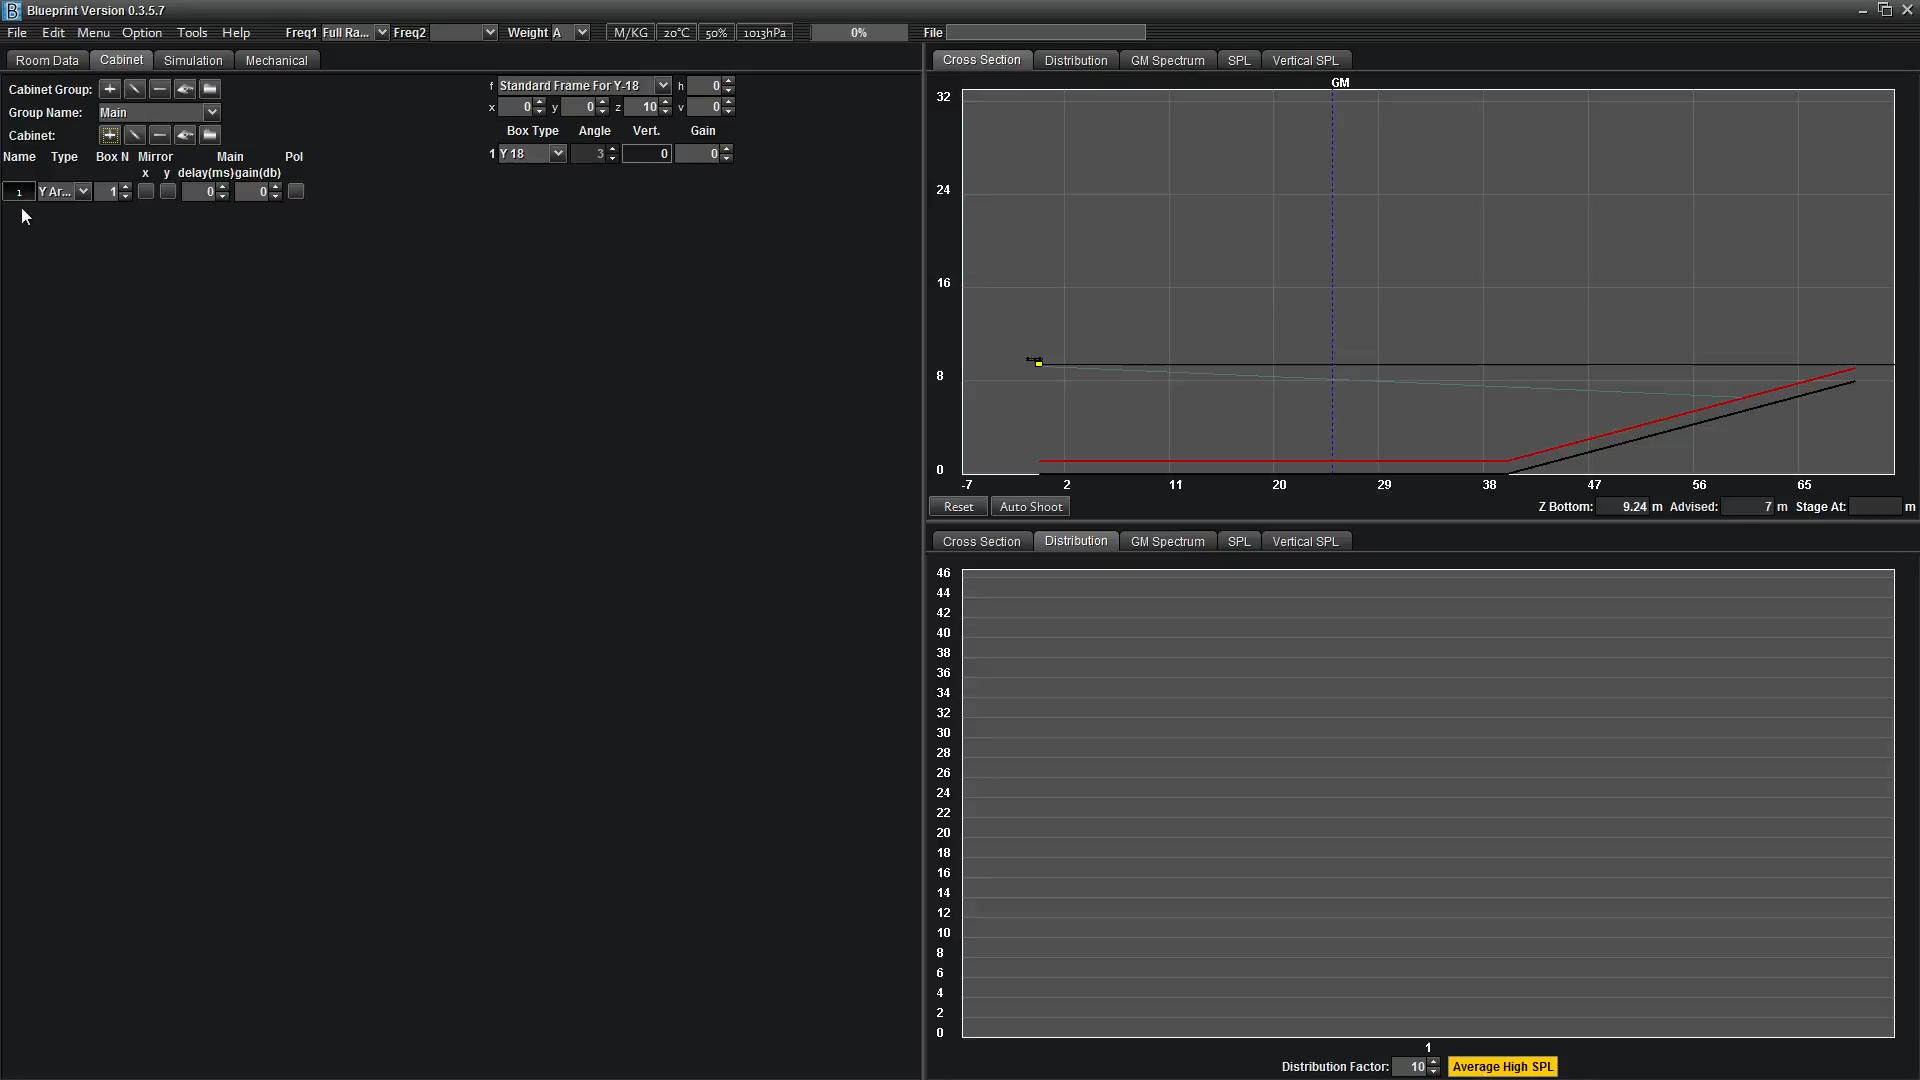 Blueprint Version 0.3.5.7
File Edit Menu Option Tools Help Freq1 Full Ra... Freq2 Weight A M/KG 20°C 50% 1013hPa 0% File
Room Data Cabinet Simulation Mechanical
Cabinet Group:
Group Name: Main
Cabinet:
Name Type Box N Mirror Main Pol
x y delay(ms) gain(db)
1 Y Ar... 1 0 0
f Standard Frame For Y-18 h 0
x 0 y 0 z 10 v 0
Box Type Angle Vert. Gain
1 Y 18 3 0 0
Cross Section Distribution GM Spectrum SPL Vertical SPL
GM
32
24
16
8
0
-7 2 11 20 29 38 47 56 65
Reset Auto Shoot Z Bottom: 9.24 m Advised: 7 m Stage At: m
Cross Section Distribution GM Spectrum SPL Vertical SPL
46
44
42
40
38
36
34
32
30
28
26
24
22
20
18
16
14
12
10
8
6
4
2
0
1
Distribution Factor: 10 Average High SPL